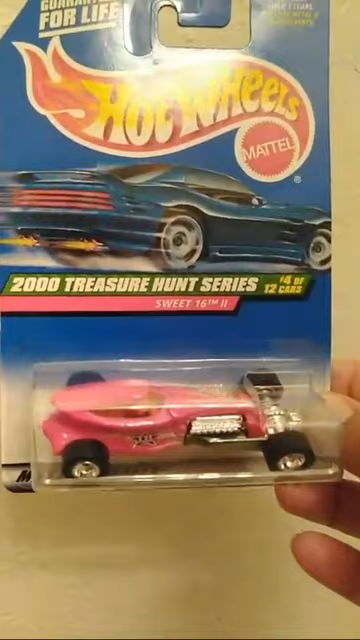 GUARANTEED
FOR LIFE
Hot Wheels
MATTEL
®
2000 TREASURE HUNT SERIES #4 OF 12 CARS
SWEET 16™ II